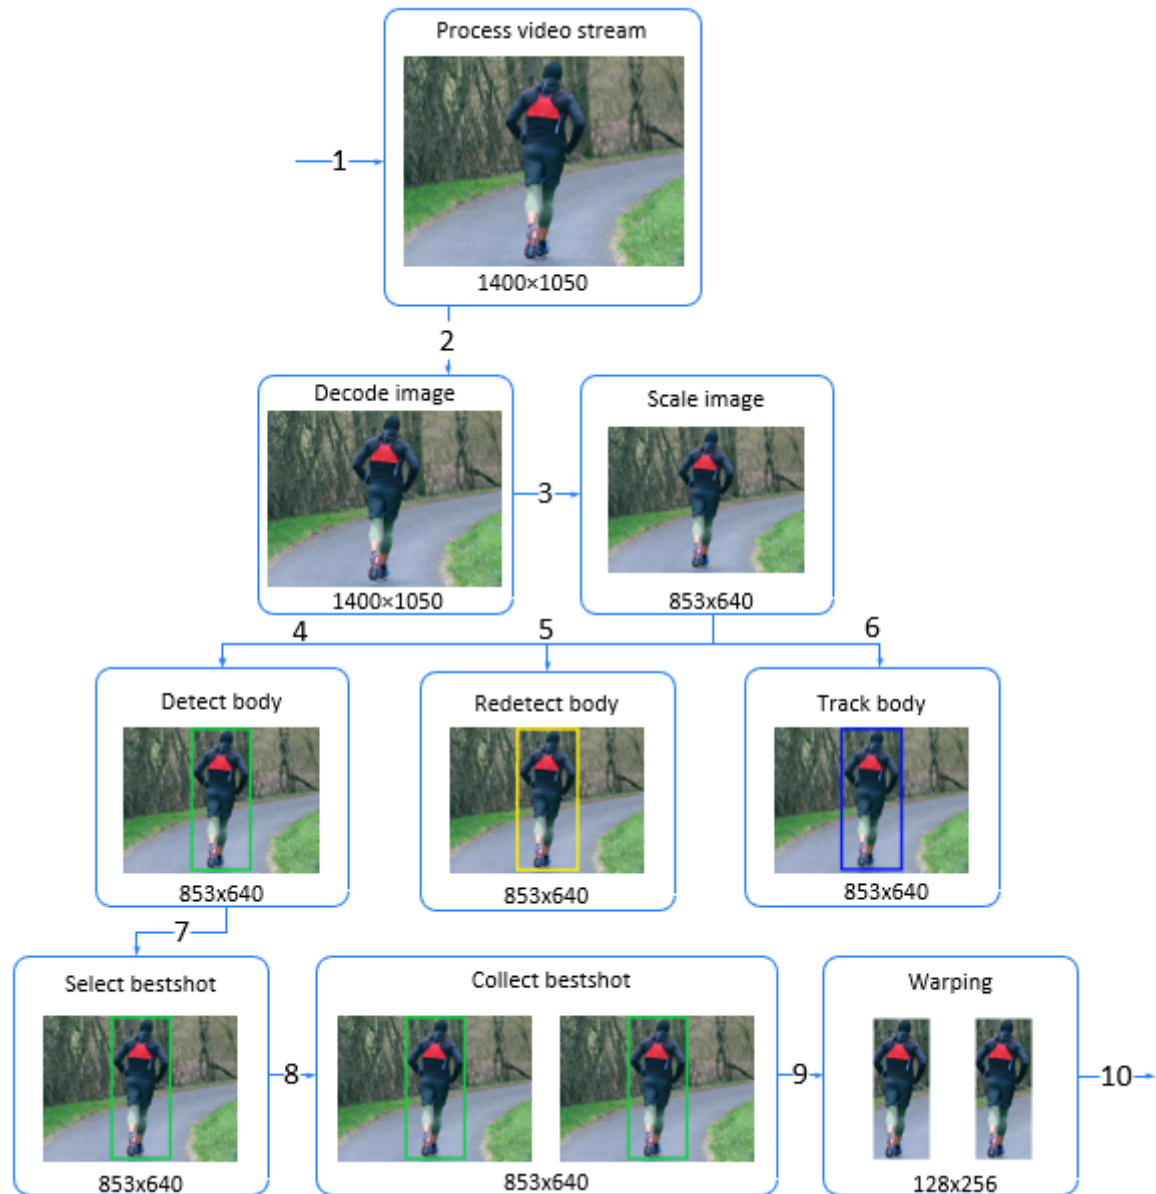 Process video stream
1400×1050
1
2
Decode image
1400×1050
3
Scale image
853x640
4
5
6
Detect body
853x640
Redetect body
853x640
Track body
853x640
7
Select bestshot
853x640
8
Collect bestshot
853x640
9
Warping
128x256
10